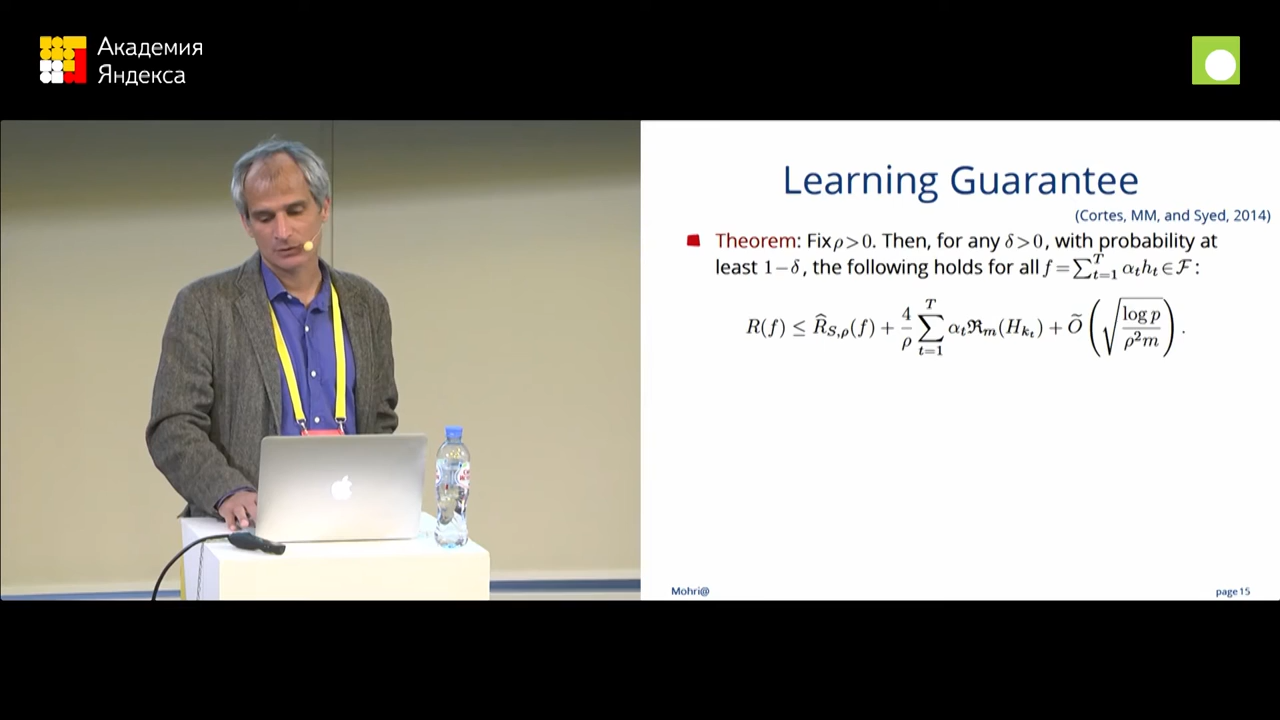 Академия
Яндекса
Learning Guarantee
(Cortes, MM, and Syed, 2014)
Theorem: Fix ρ > 0. Then, for any δ > 0, with probability at
least 1−δ, the following holds for all f = ∑_{t=1}^{T} α_t h_t ∈ ℱ:
R(f) ≤ R̂_{S,ρ}(f) + 4/ρ ∑_{t=1}^{T} α_t ℜ_m(H_{k_t}) + Õ(√(log p / ρ²m)).
Mohri@
page 15